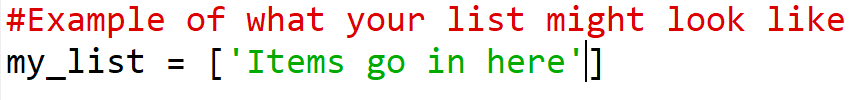 #Example of what your list might look like
my_list = ['Items go in here']